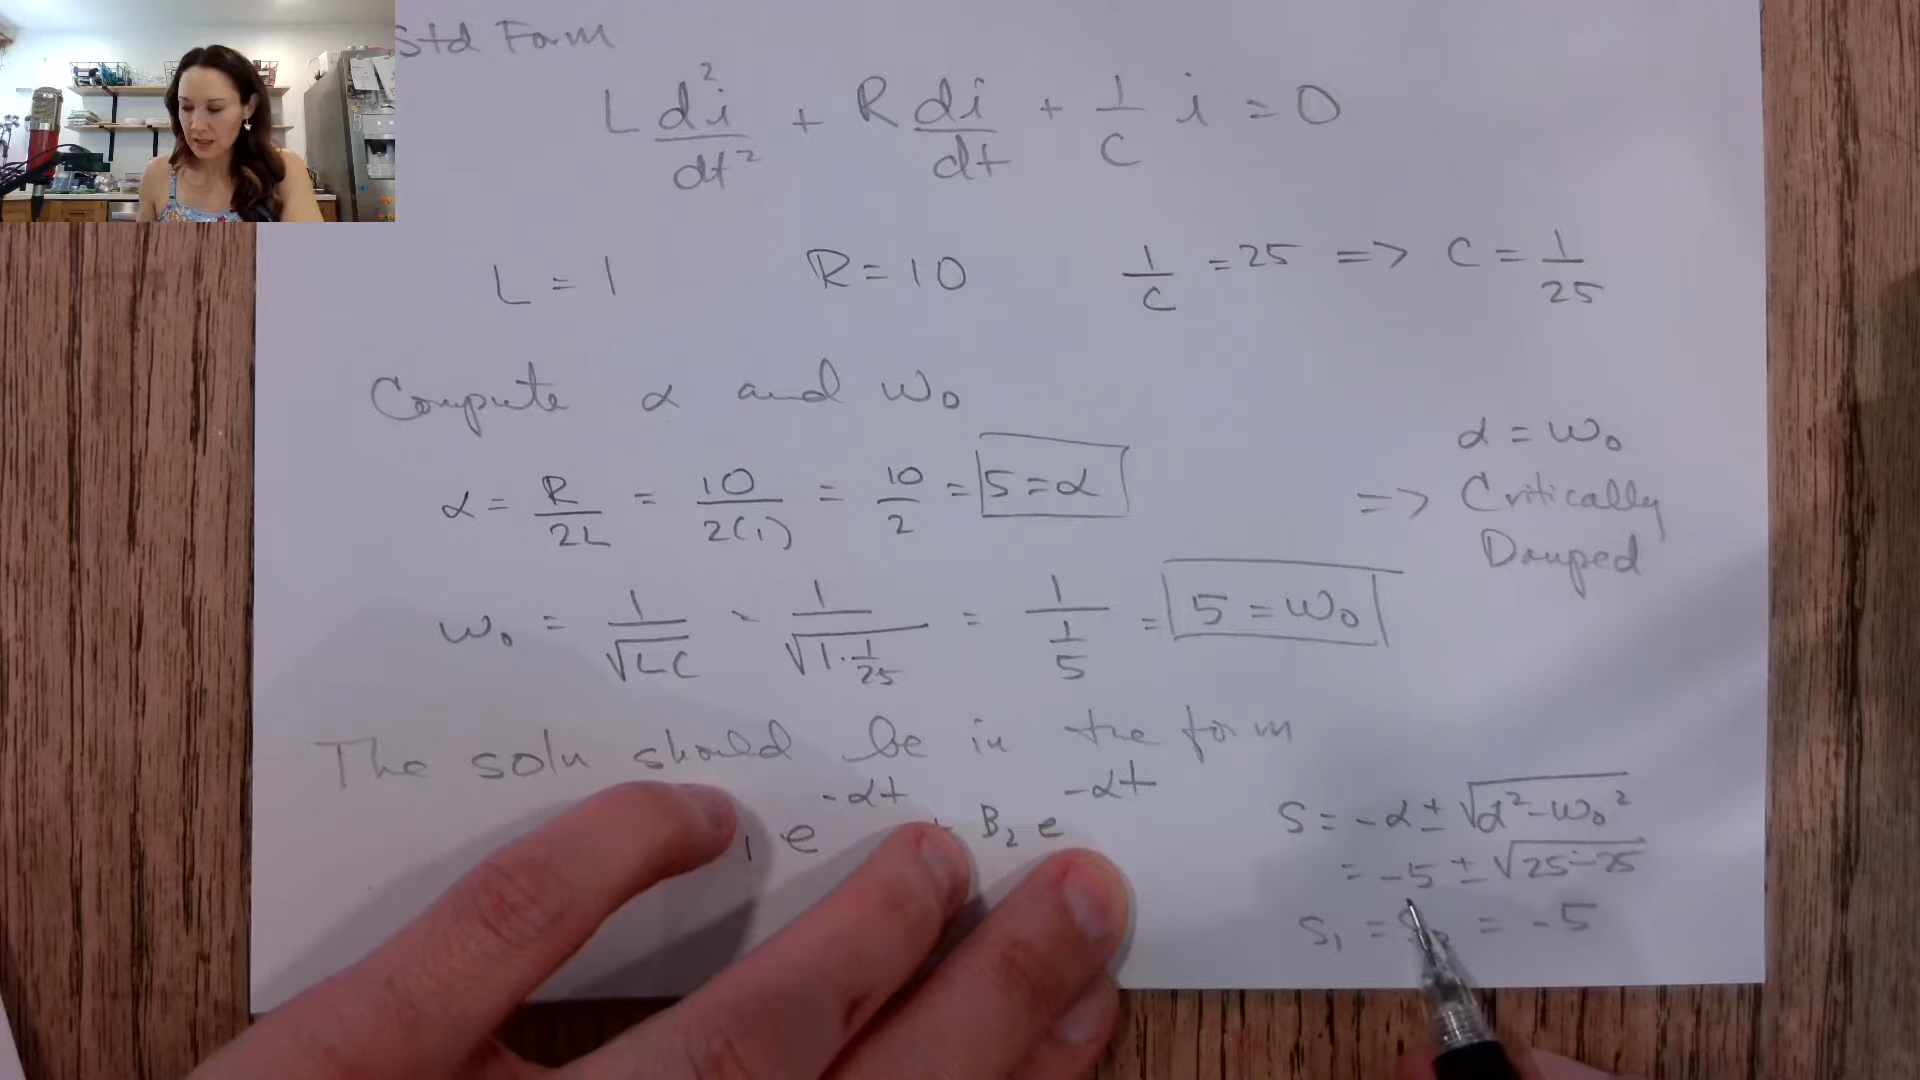 Std Form
L d²i/dt² + R di/dt + 1/C i = 0
L = 1    R = 10    1/C = 25 => C = 1/25
Compute α and ω₀
α = R/2L = 10/2(1) = 10/2 = 5 = α
α = ω₀
=> Critically
Damped
ω₀ = 1/√LC = 1/√1·1/25 = 1/1/5 = 5 = ω₀
The soln should be in the form
₁ e^-αt + B₂ e^-αt
S = -α ± √α² - ω₀²
= -5 ± √25 - 25
S₁ = = -5